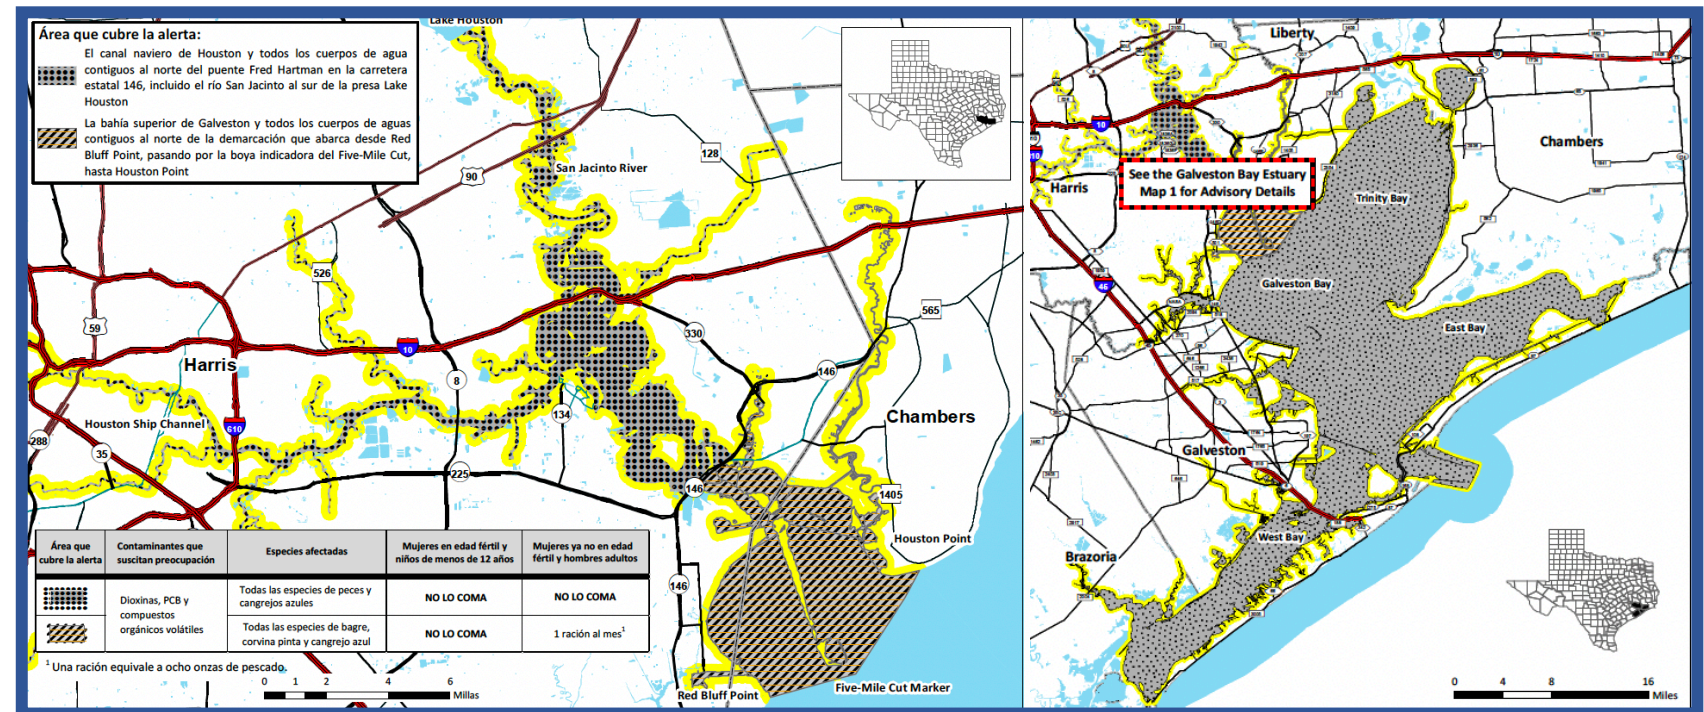 Lake Houston
Área que cubre la alerta:
El canal naviero de Houston y todos los cuerpos de agua
contiguos al norte del puente Fred Hartman en la carretera
estatal 146, incluido el río San Jacinto al sur de la presa Lake
Houston
La bahía superior de Galveston y todos los cuerpos de aguas
contiguos al norte de la demarcación que abarca desde Red
Bluff Point, pasando por la boya indicadora del Five-Mile Cut,
hasta Houston Point
128
90
San Jacinto River
526
59
Harris
10
330
565
8
146
134
Chambers
Houston Ship Channel
610
288
35
225
146
1405
Houston Point
146
Área que
cubre la alerta
Contaminantes que
suscitan preocupación
Especies afectadas
Mujeres en edad fértil y
niños de menos de 12 años
Mujeres ya no en edad
fértil y hombres adultos
Dioxinas, PCB y
compuestos
orgánicos volátiles
Todas las especies de peces y
cangrejos azules
NO LO COMA
NO LO COMA
Todas las especies de bagre,
corvina pinta y cangrejo azul
NO LO COMA
1 ración al mes¹
¹ Una ración equivale a ocho onzas de pescado.
0 1 2 4 6
Millas
Red Bluff Point
Five-Mile Cut Marker
Liberty
10
Chambers
Harris
See the Galveston Bay Estuary
Map 1 for Advisory Details
Trinity Bay
Galveston Bay
46
East Bay
Galveston
West Bay
Brazoria
0 4 8 16
Miles